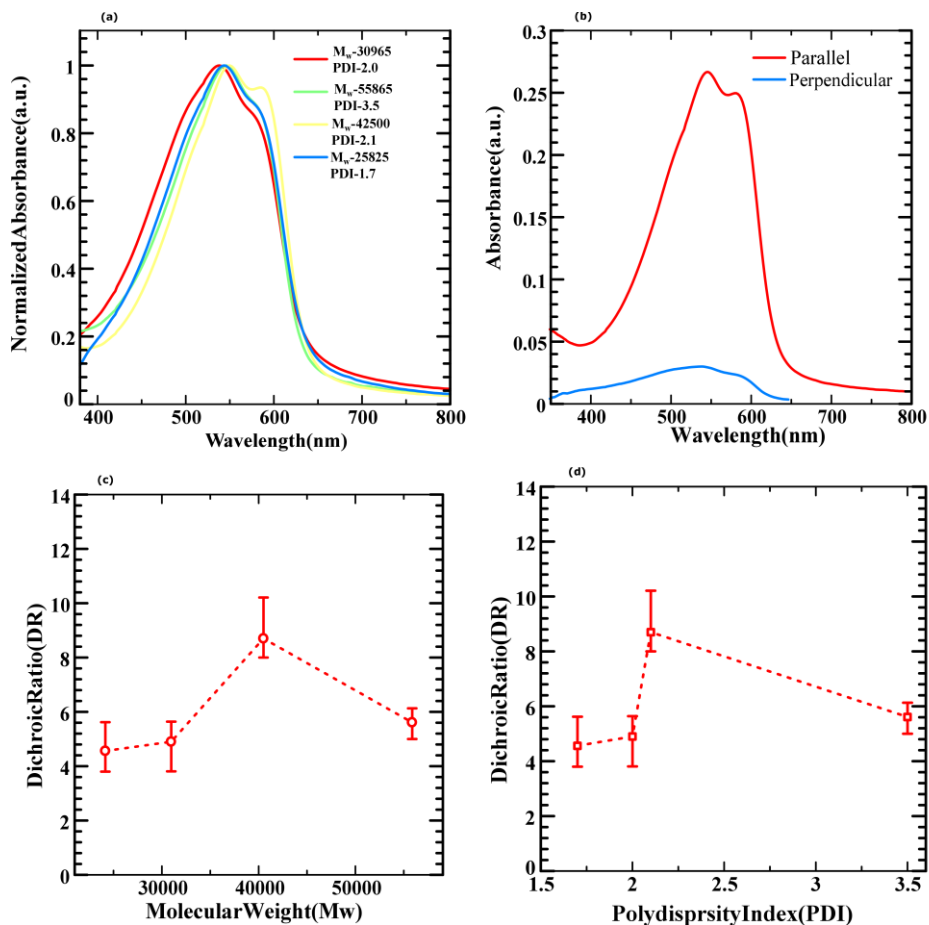 (a)
NormalizedAbsorbance(a.u.)
1
0.8
0.6
0.4
0.2
0
400
500
600
700
800
Wavelength(nm)
Mw-30965
PDI-2.0
Mw-55865
PDI-3.5
Mw-42500
PDI-2.1
Mw-25825
PDI-1.7
(b)
Absorbance(a.u.)
0.3
0.25
0.2
0.15
0.1
0.05
0
400
500
600
700
800
Wavelength(nm)
Parallel
Perpendicular
(c)
DichroicRatio(DR)
14
12
10
8
6
4
2
0
30000
40000
50000
MolecularWeight(Mw)
(d)
DichroicRatio(DR)
14
12
10
8
6
4
2
0
1.5
2
2.5
3
3.5
PolydisprsityIndex(PDI)